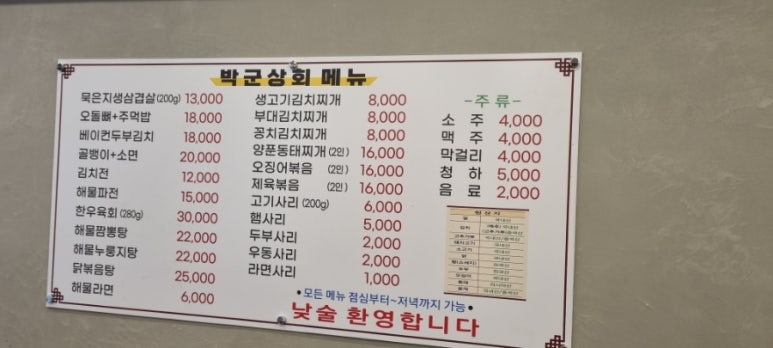 박군상회 메뉴
묵은지생삼겹살(200g) 13,000
오돌뼈+주먹밥 18,000
베이컨두부김치 18,000
골뱅이+소면 20,000
김치전 12,000
해물파전 15,000
한우육회(280g) 30,000
해물짬뽕탕 22,000
해물누룽지탕 22,000
닭볶음탕 25,000
해물라면 6,000
생고기김치찌개 8,000
부대김치찌개 8,000
꽁치김치찌개 8,000
양푼동태찌개(2인) 16,000
오징어볶음 (2인) 16,000
제육볶음 (2인) 16,000
고기사리(200g) 6,000
햄사리 5,000
두부사리 2,000
우동사리 2,000
라면사리 1,000
-주류-
소 주 4,000
맥 주 4,000
막걸리 4,000
청 하 5,000
음 료 2,000
•모든 메뉴 점심부터~저녁까지 가능•
낮술 환영합니다